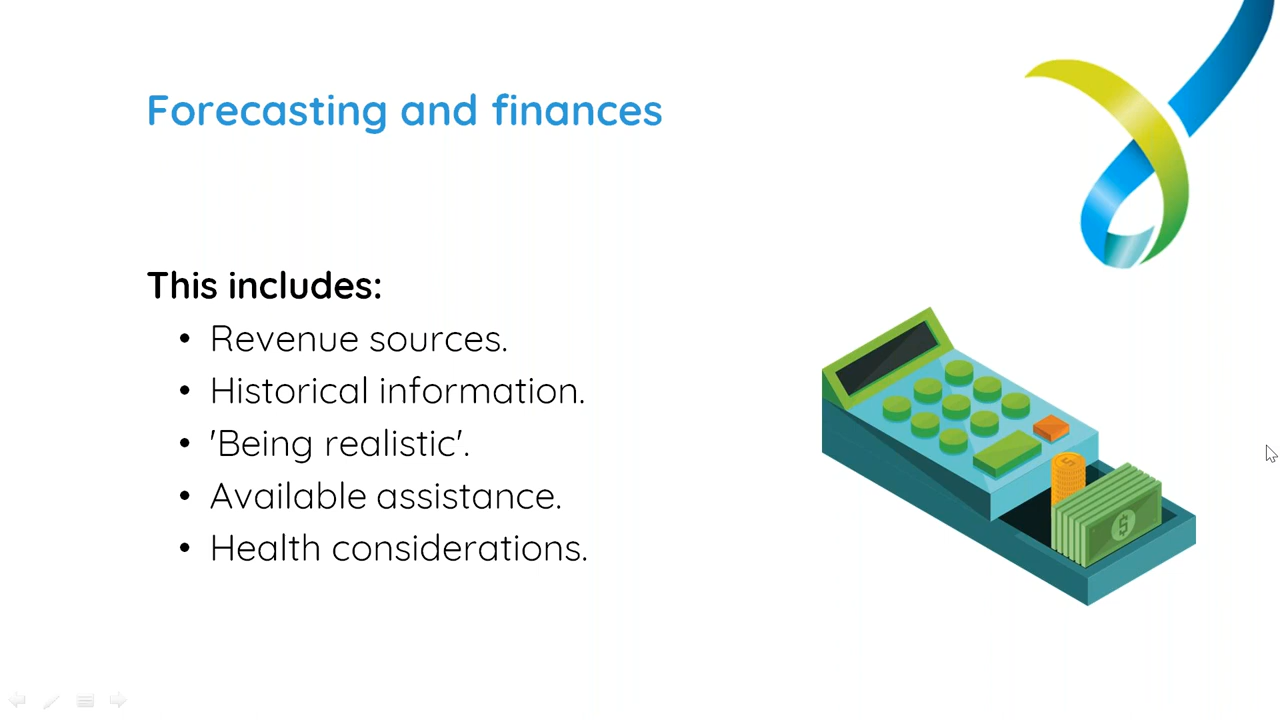 Forecasting and finances
This includes:
• Revenue sources.
• Historical information.
• 'Being realistic'.
• Available assistance.
• Health considerations.